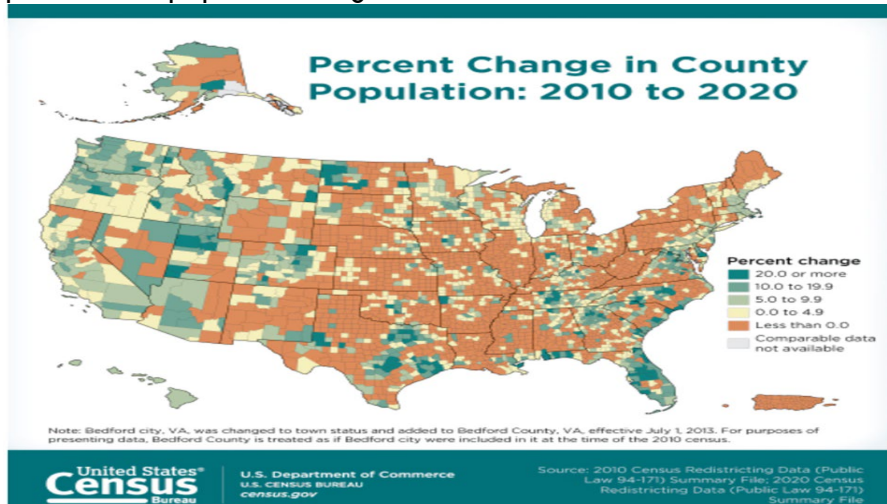 Percent Change in County
Population: 2010 to 2020
Percent change
20.0 or more
10.0 to 19.9
5.0 to 9.9
0.0 to 4.9
Less than 0.0
Comparable data
not available
Note: Bedford city, VA, was changed to town status and added to Bedford County, VA, effective July 1, 2013. For purposes of
presenting data, Bedford County is treated as if Bedford city were included in it at the time of the 2010 census.
United States®
Census
Bureau
U.S. Department of Commerce
U.S. CENSUS BUREAU
census.gov
Source: 2010 Census Redistricting Data (Public
Law 94-171) Summary File; 2020 Census
Redistricting Data (Public Law 94-171)
Summary File